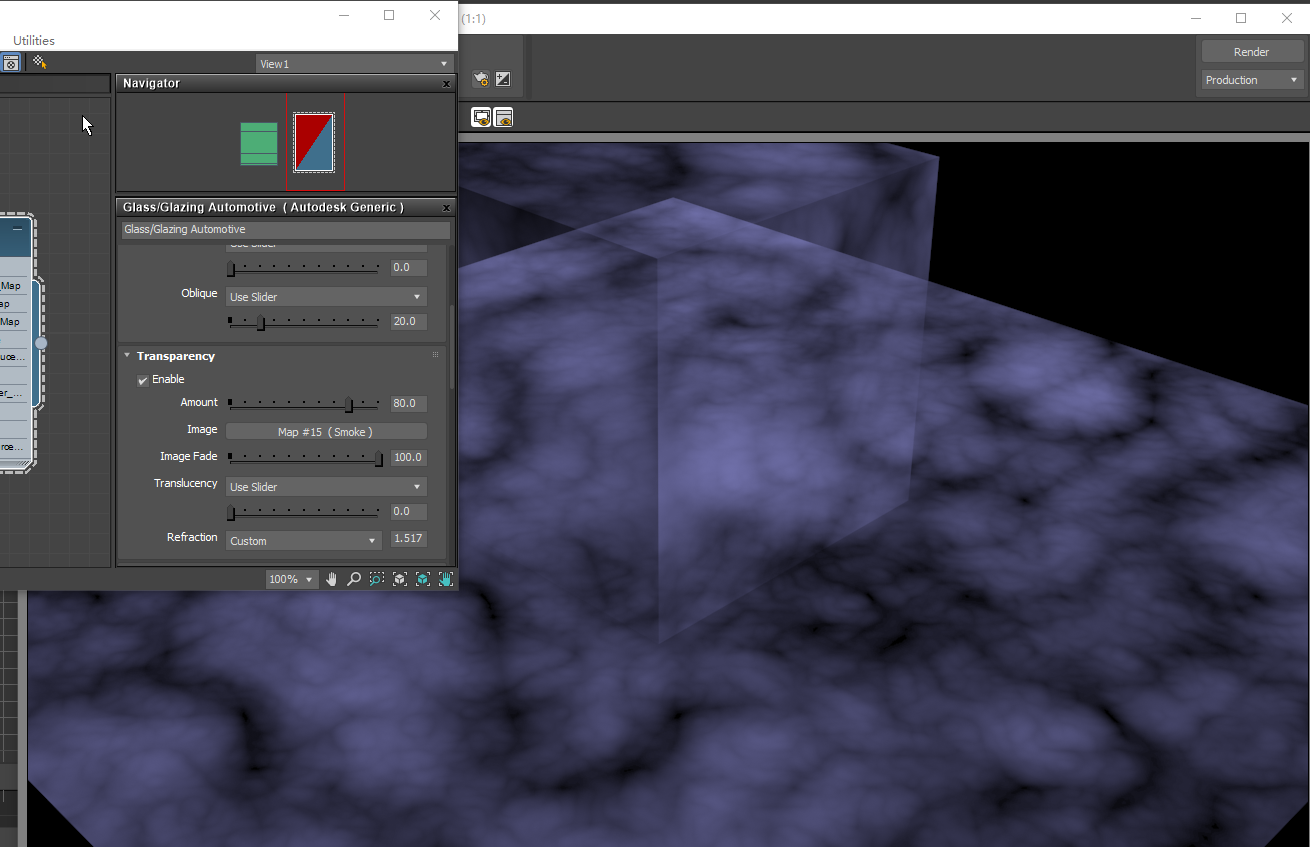 (1:1)
Utilities
Render
View1
Production
Navigator
x
Glass/Glazing Automotive ( Autodesk Generic )
x
Glass/Glazing Automotive
Use Slider
0.0
Oblique
Use Slider
20.0
Transparency
Enable
Amount
80.0
Image
Map #15 ( Smoke )
Image Fade
100.0
Translucency
Use Slider
0.0
Refraction
Custom
1.517
100%
_Map
ap
Map
uce...
er_...
rce...